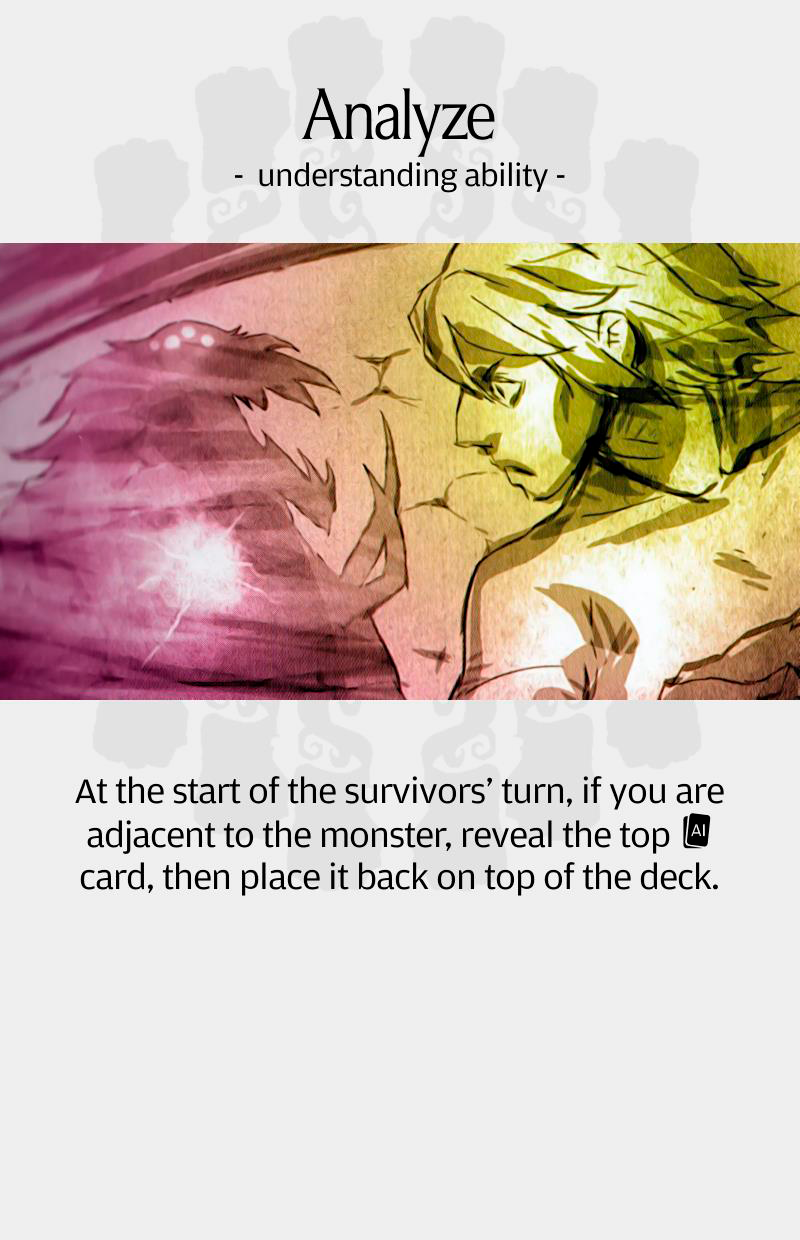 Analyze
- understanding ability -
At the start of the survivors’ turn, if you are
adjacent to the monster, reveal the top AI
card, then place it back on top of the deck.